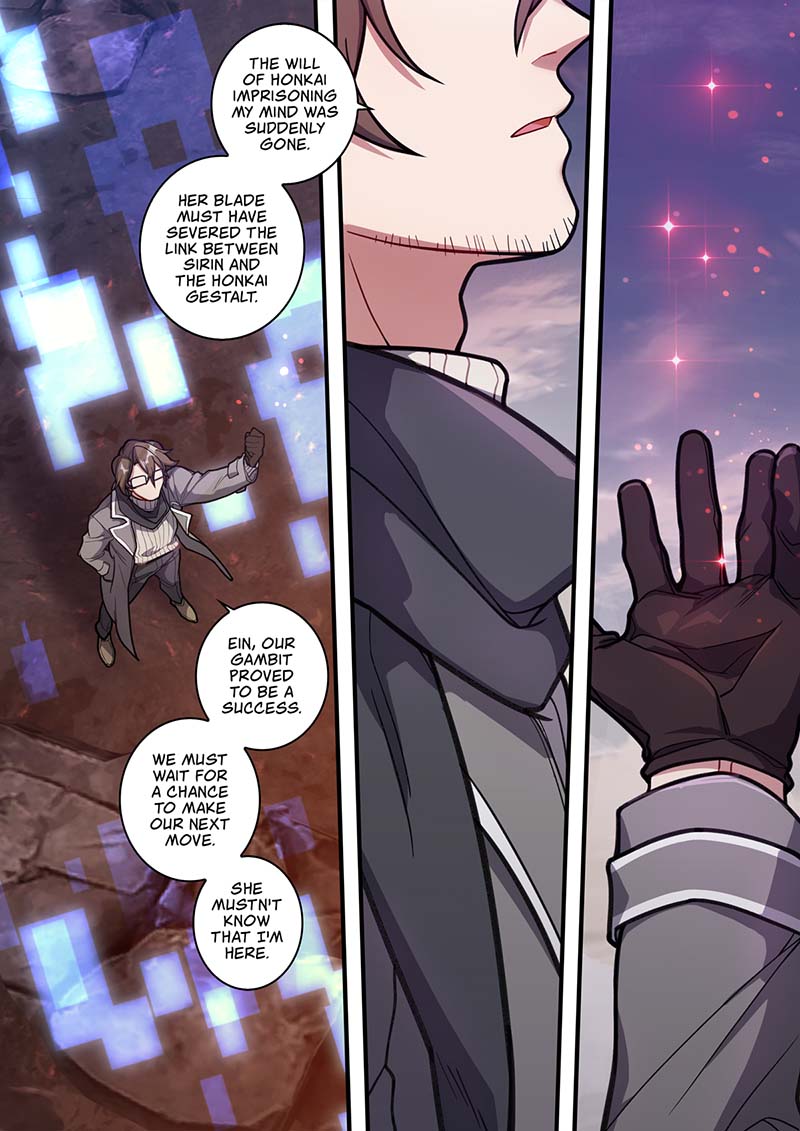 THE WILL
OF HONKAI
IMPRISONING
MY MIND WAS
SUDDENLY
GONE.
HER BLADE
MUST HAVE
SEVERED THE
LINK BETWEEN
SIRIN AND
THE HONKAI
GESTALT.
EIN, OUR
GAMBIT
PROVED
TO BE A
SUCCESS.
WE MUST
WAIT FOR
A CHANCE
TO MAKE
OUR NEXT
MOVE.
SHE
MUSTN'T
KNOW
THAT I'M
HERE.